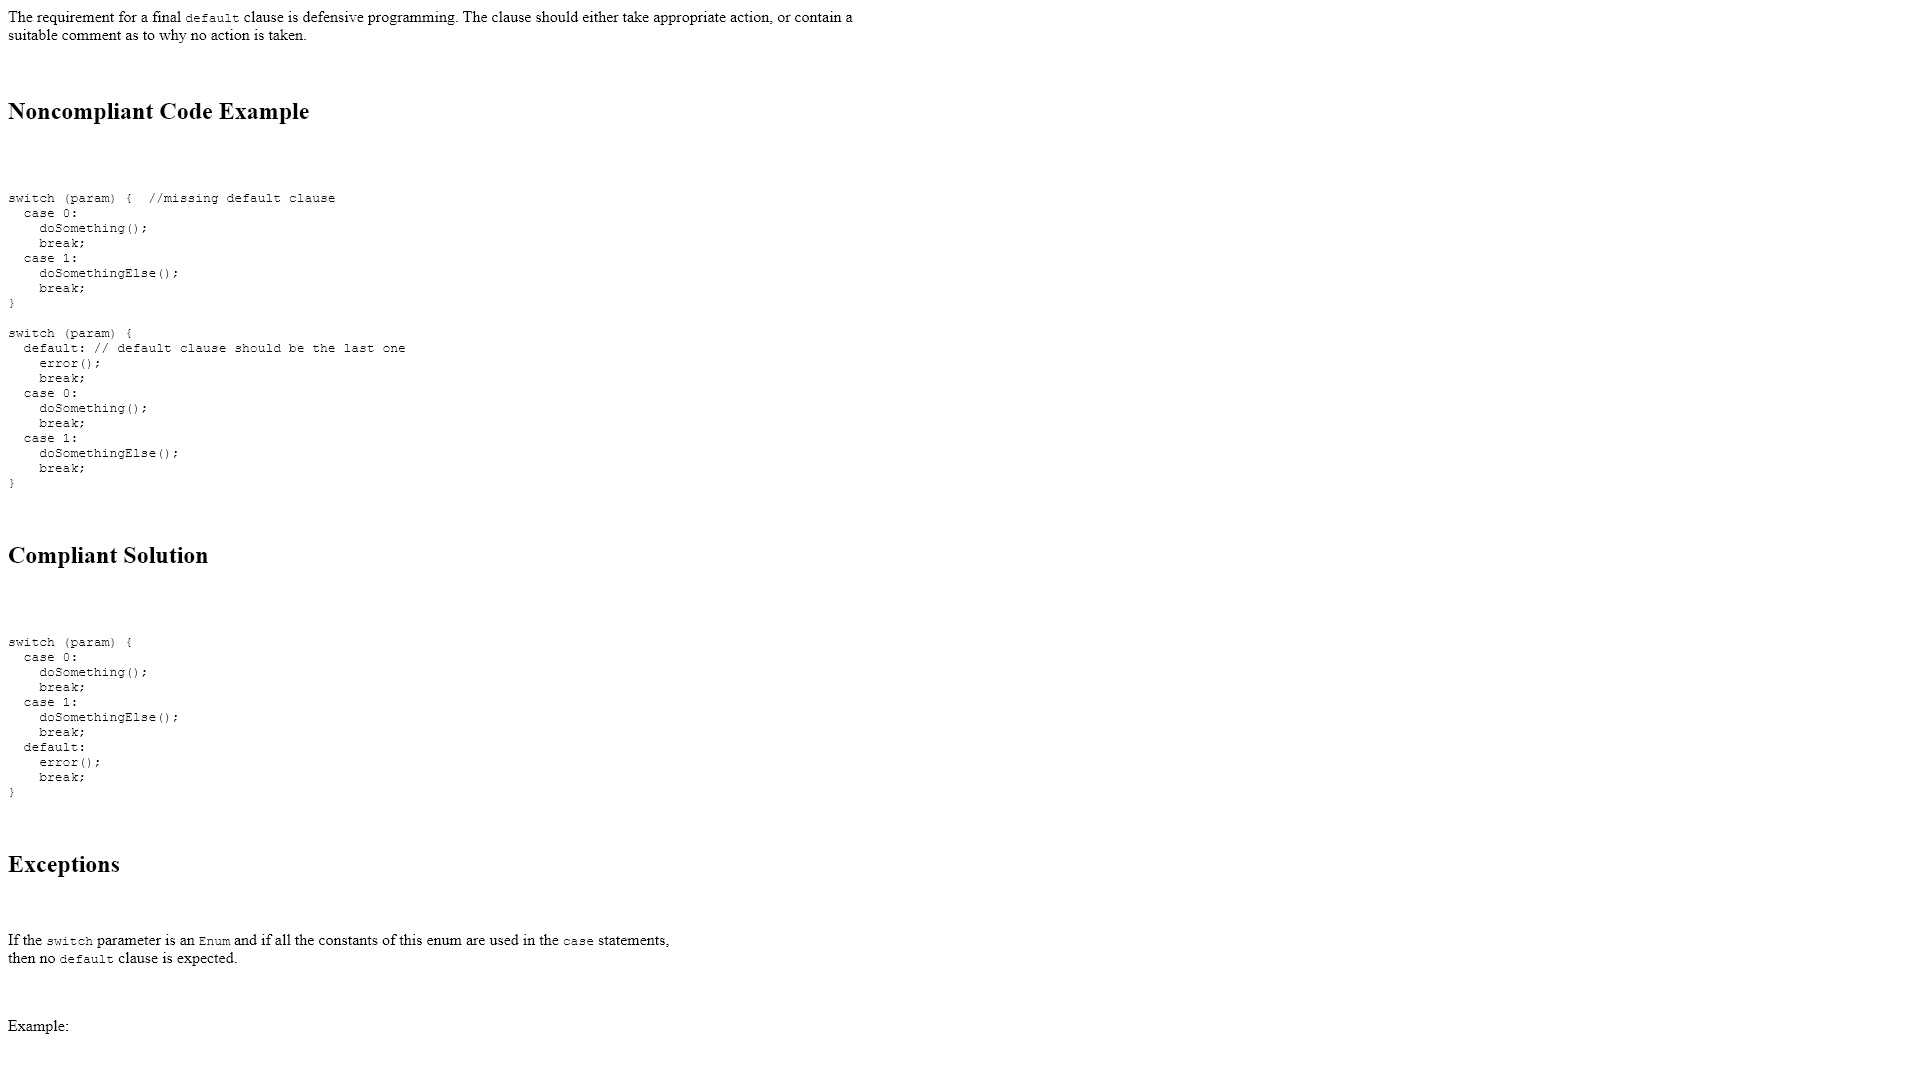 The requirement for a final default clause is defensive programming. The clause should either take appropriate action, or contain a
suitable comment as to why no action is taken.
Noncompliant Code Example
switch (param) {  //missing default clause
  case 0:
    doSomething();
    break;
  case 1:
    doSomethingElse();
    break;
}
switch (param) {
  default: // default clause should be the last one
    error();
    break;
  case 0:
    doSomething();
    break;
  case 1:
    doSomethingElse();
    break;
}
Compliant Solution
switch (param) {
  case 0:
    doSomething();
    break;
  case 1:
    doSomethingElse();
    break;
  default:
    error();
    break;
}
Exceptions
If the switch parameter is an Enum and if all the constants of this enum are used in the case statements,
then no default clause is expected.
Example: